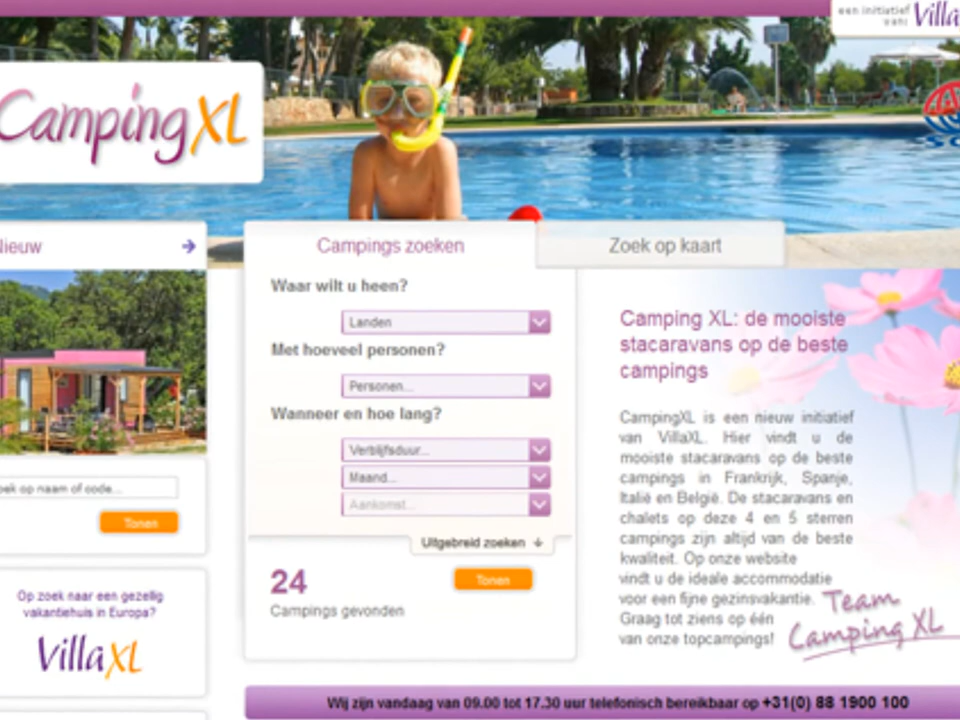 een initiatief
van: Villa
Camping XL
Nieuw
Campings zoeken
Zoek op kaart
Waar wilt u heen?
Landen
Met hoeveel personen?
Personen...
Wanneer en hoe lang?
Verblijfsduur...
Maand...
Aankomst...
Uitgebreid zoeken
Tonen
24
Campings gevonden
oek op naam of code...
Tonen
Op zoek naar een gezellig
vakantiehuis in Europa?
Villa XL
Camping XL: de mooiste
stacaravans op de beste
campings
CampingXL is een nieuw initiatief
van VillaXL. Hier vindt u de
mooiste stacaravans op de beste
campings in Frankrijk, Spanje,
Italië en België. De stacaravans en
chalets op deze 4 en 5 sterren
campings zijn altijd van de beste
kwaliteit. Op onze website
vindt u de ideale accommodatie
voor een fijne gezinsvakantie.
Graag tot ziens op één
van onze topcampings!
Team
Camping XL
Wij zijn vandaag van 09.00 tot 17.30 uur telefonisch bereikbaar op +31(0) 88 1900 100